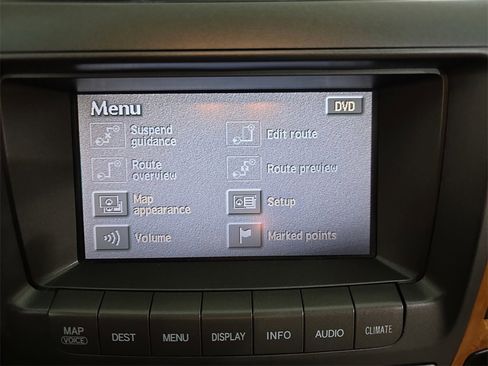 Menu
DVD
Suspend
guidance
Edit route
Route
overview
Route preview
Map
appearance
Setup
Volume
Marked points
MAP
VOICE
DEST
MENU
DISPLAY
INFO
AUDIO
CLIMATE